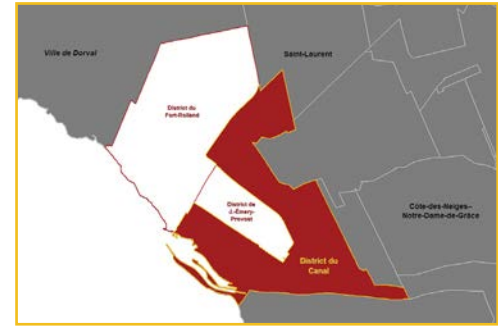 Ville de Dorval
Saint-Laurent
District du
Fort-Rolland
District de
J.-Émery-
Provost
Côte-des-Neiges–
Notre-Dame-de-Grâce
District du
Canal